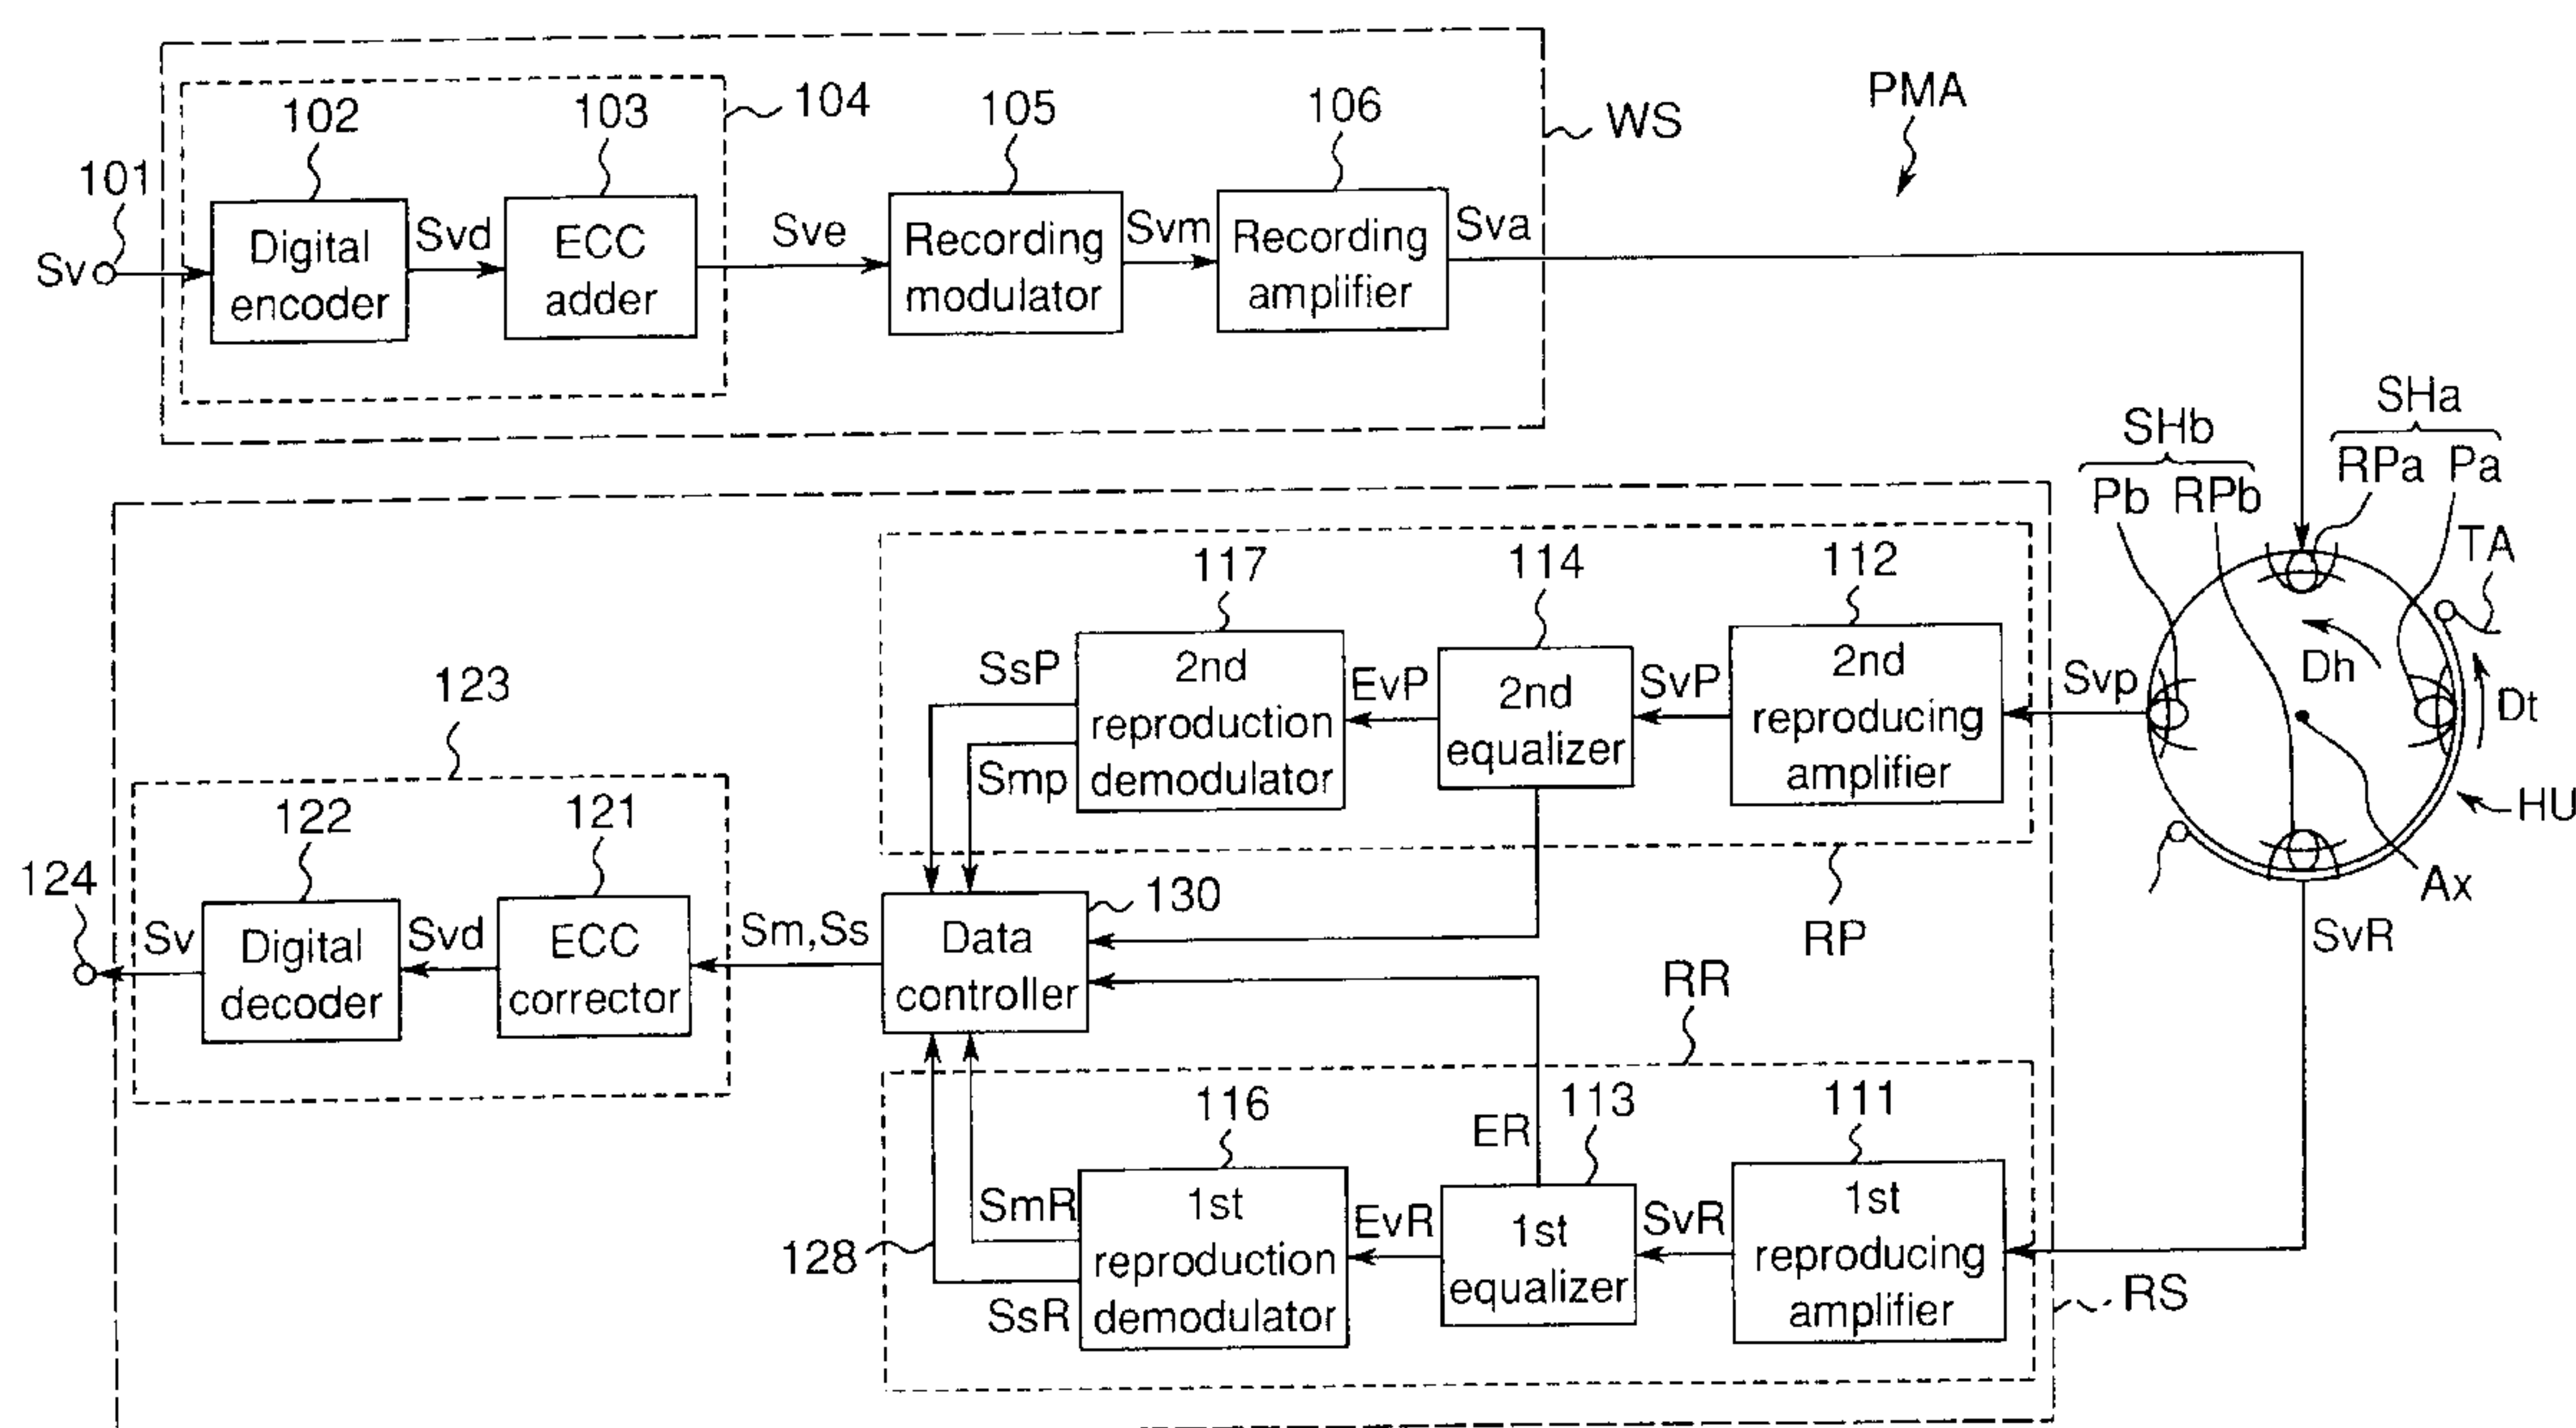 PMA
WS
104
102
103
105
106
101
Sv
Digital
encoder
Svd
ECC
adder
Sve
Recording
modulator
Svm
Recording
amplifier
Sva
SHa
SHb
RPa Pa
Pb RPb
TA
117
114
112
SsP
Smp
2nd
reproduction
demodulator
EvP
2nd
equalizer
SvP
2nd
reproducing
amplifier
Svp
Dh
Dt
HU
Ax
RP
123
122
121
124
Sv
Digital
decoder
Svd
ECC
corrector
Sm,Ss
Data
controller
130
SvR
RR
116
113
111
ER
128
SmR
SsR
1st
reproduction
demodulator
EvR
1st
equalizer
SvR
1st
reproducing
amplifier
RS